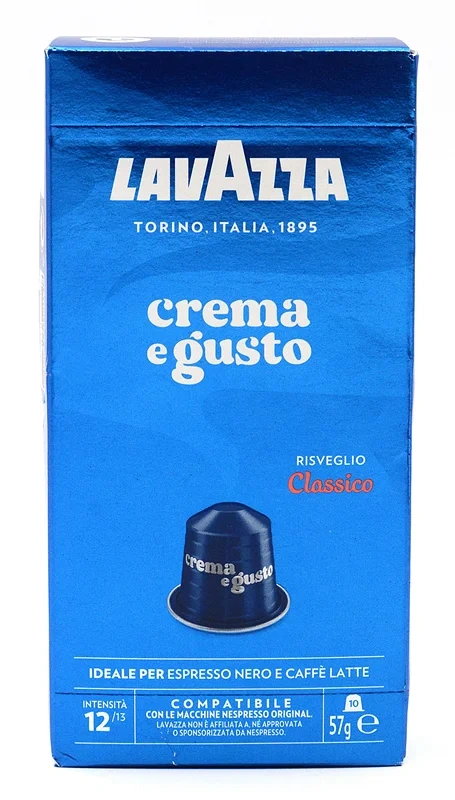 LAVAZZA
TORINO, ITALIA, 1895
crema
e gusto
RISVEGLIO
Classico
crema
e gusto
IDEALE PER ESPRESSO NERO E CAFFÈ LATTE
INTENSITÀ
12/13
COMPATIBILE
CON LE MACCHINE NESPRESSO ORIGINAL.
LAVAZZA NON È AFFILIATA A, NÉ APPROVATA
O SPONSORIZZATA DA NESPRESSO.
10
57g ℮